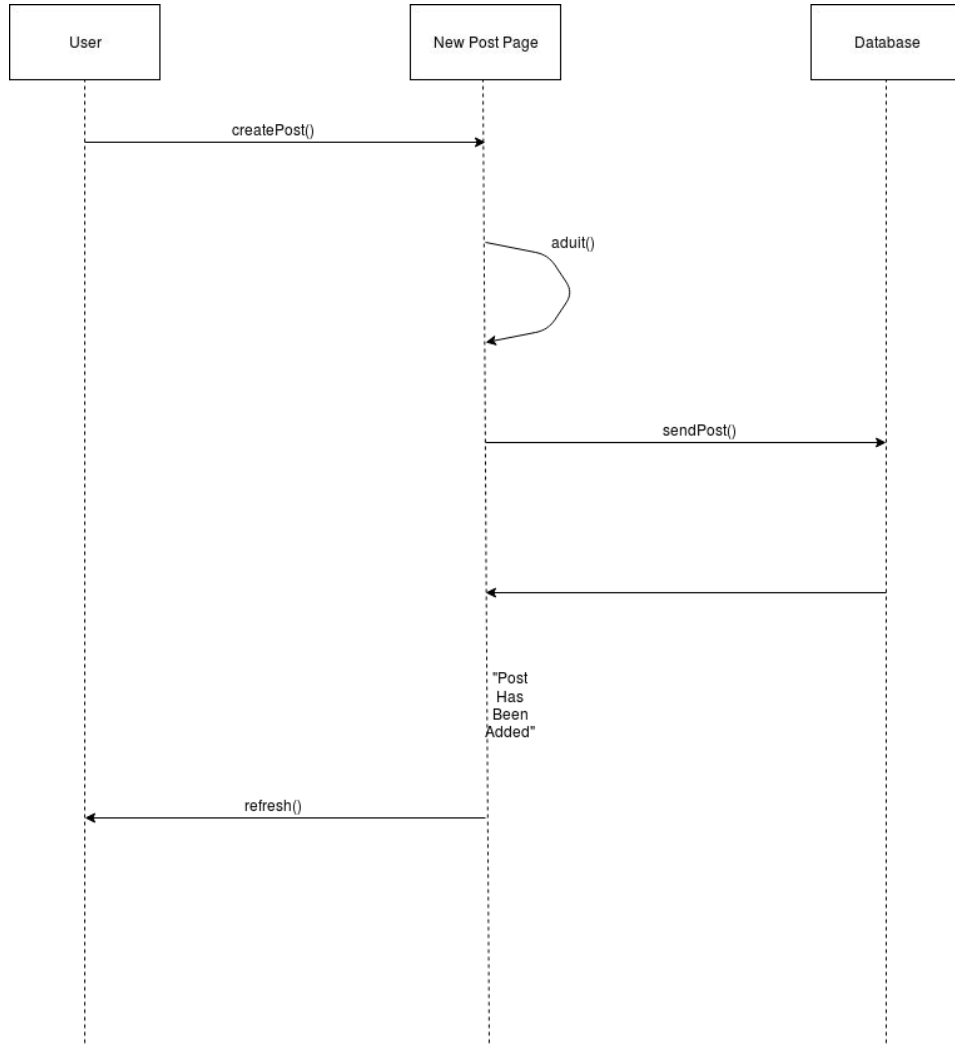 User
New Post Page
Database
createPost()
aduit()
sendPost()
"Post
Has
Been
Added"
refresh()